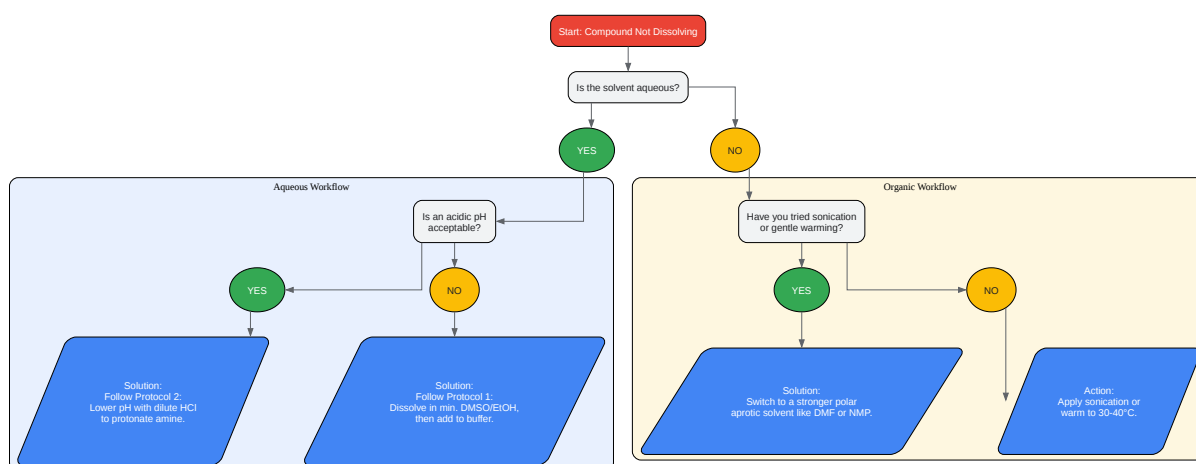 Start: Compound Not Dissolving
Is the solvent aqueous?
YES
NO
Aqueous Workflow
Is an acidic pH
acceptable?
YES
NO
Solution:
Follow Protocol 2:
Lower pH with dilute HCl
to protonate amine.
Solution:
Follow Protocol 1:
Dissolve in min. DMSO/EtOH,
then add to buffer.
Organic Workflow
Have you tried sonication
or gentle warming?
YES
NO
Solution:
Switch to a stronger polar
aprotic solvent like DMF or NMP.
Action:
Apply sonication or
warm to 30-40°C.